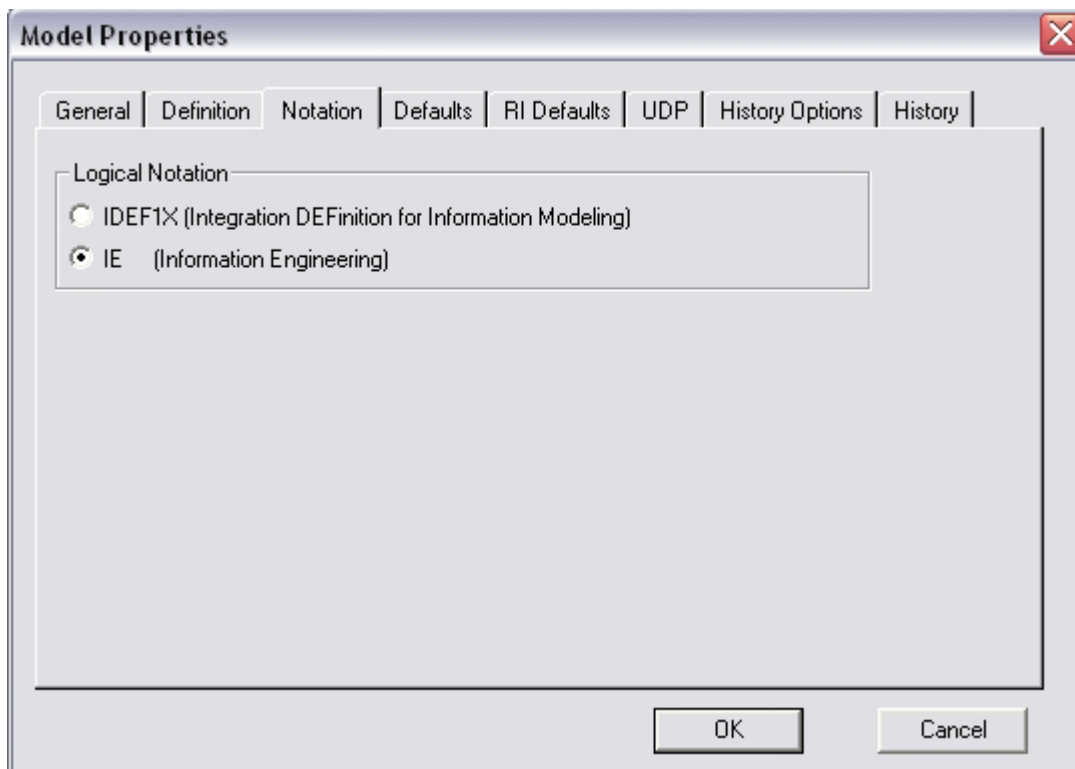 Model Properties
General Definition Notation Defaults RI Defaults UDP History Options History
Logical Notation
IDEF1X (Integration DEFinition for Information Modeling)
IE (Information Engineering)
OK Cancel